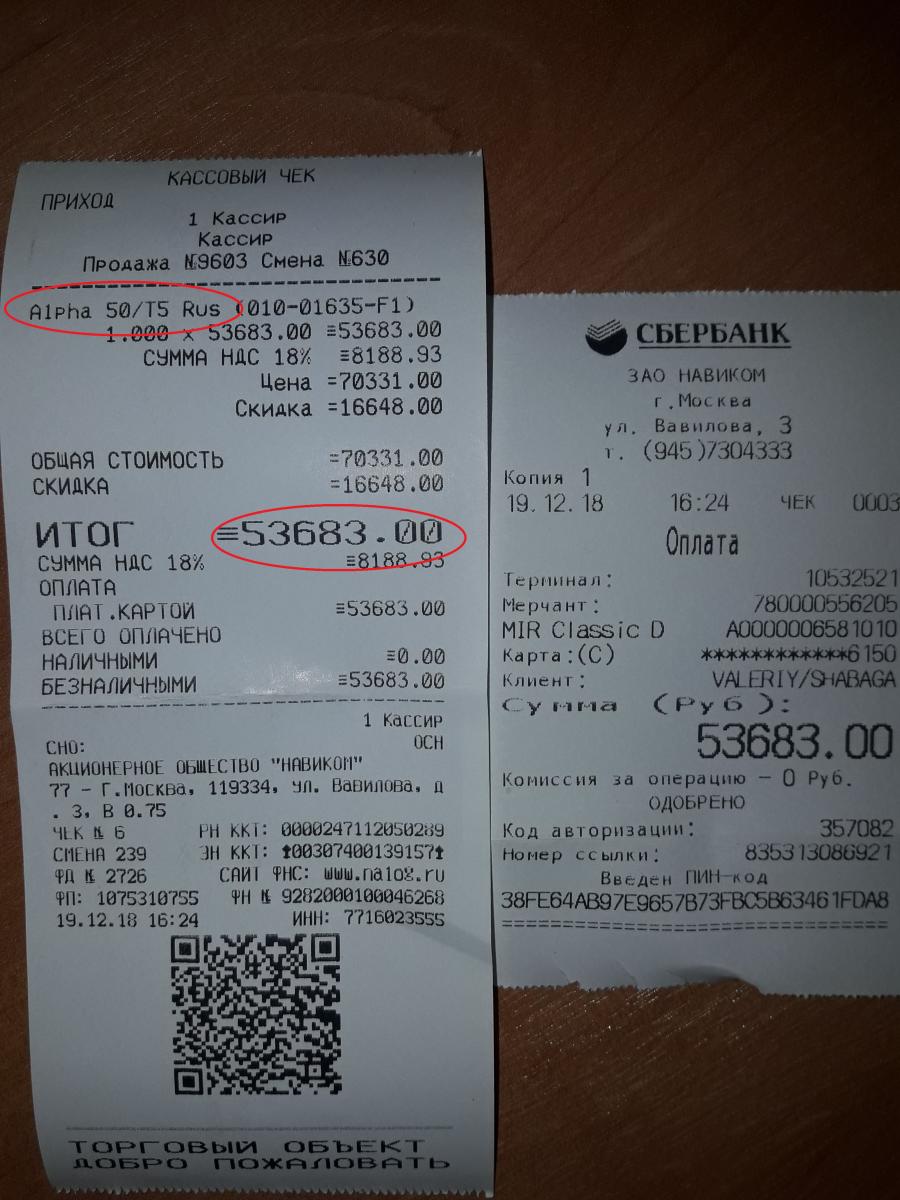 КАССОВЫЙ ЧЕК
ПРИХОД
1 Кассир
Кассир
Продажа №9603 Смена №630
Alpha 50/T5 Rus (010-01635-F1)
1.000 x 53683.00 ≡53683.00
СУММА НДС 18% ≡8188.93
Цена =70331.00
Скидка =16648.00
ОБЩАЯ СТОИМОСТЬ =70331.00
СКИДКА =16648.00
ИТОГ ≡53683.00
СУММА НДС 18% ≡8188.93
ОПЛАТА
ПЛАТ.КАРТОЙ ≡53683.00
ВСЕГО ОПЛАЧЕНО
НАЛИЧНЫМИ ≡0.00
БЕЗНАЛИЧНЫМИ ≡53683.00
1 Кассир
СНО: ОСН
АКЦИОНЕРНОЕ ОБЩЕСТВО "НАВИКОМ"
77 - Г.Москва, 119334, ул. Вавилова, д
. 3, В 0.75
ЧЕК № 6 РН ККТ: 0000247112050289
СМЕНА 239 ЗН ККТ: 00307400139157
ФД № 2726 САЙТ ФНС: www.nalog.ru
ФП: 1075310755 ФН № 9282000100046268
19.12.18 16:24 ИНН: 7716023555
ТОРГОВЫЙ ОБЪЕКТ
ДОБРО ПОЖАЛОВАТЬ
СБЕРБАНК
ЗАО НАВИКОМ
г.Москва
ул. Вавилова, 3
т. (945)7304333
Копия 1
19.12.18 16:24 ЧЕК 0003
Оплата
Терминал: 10532521
Мерчант: 780000556205
MIR Classic D A0000006581010
Карта:(C) ************6150
Клиент: VALERIY/SHABAGA
Сумма (Руб):
53683.00
Комиссия за операцию – 0 Руб.
ОДОБРЕНО
Код авторизации: 357082
Номер ссылки: 835313086921
Введен ПИН-код
38FE64AB97E9657B73FBC5B63461FDA8